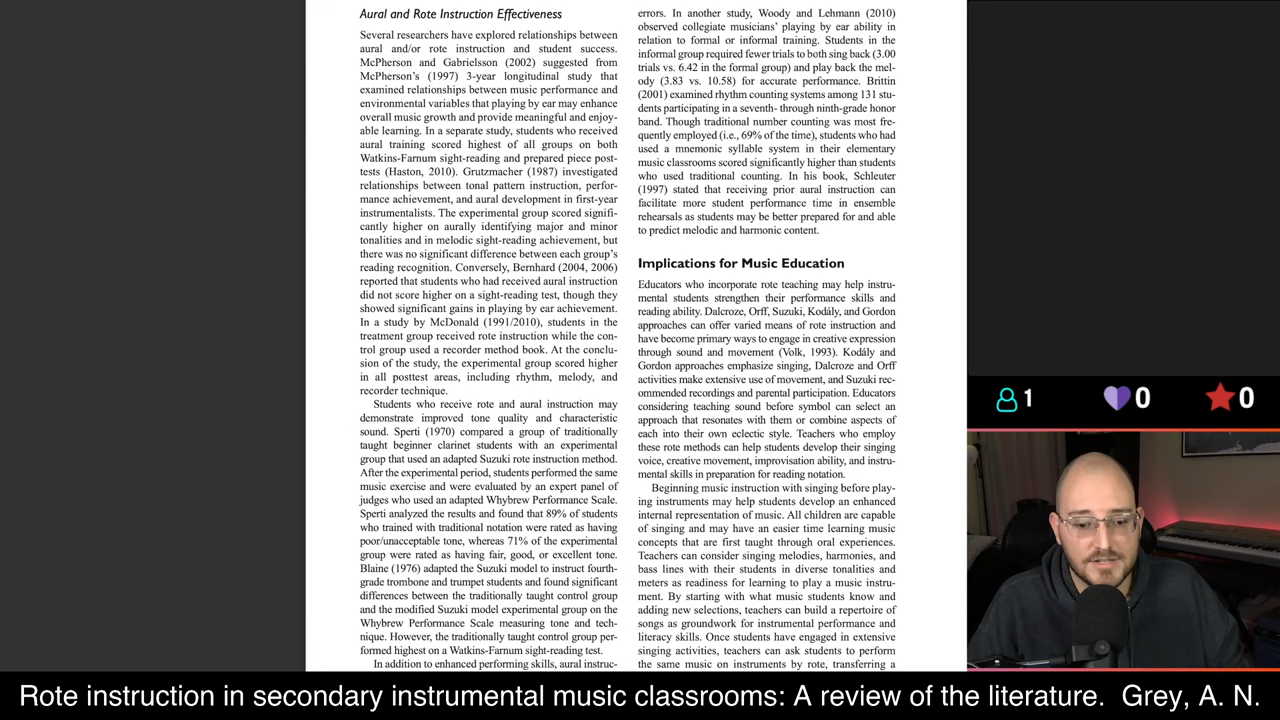 Aural and Rote Instruction Effectiveness
Several researchers have explored relationships between
aural and/or rote instruction and student success.
McPherson and Gabrielsson (2002) suggested from
McPherson's (1997) 3-year longitudinal study that
examined relationships between music performance and
environmental variables that playing by ear may enhance
overall music growth and provide meaningful and enjoy-
able learning. In a separate study, students who received
aural training scored highest of all groups on both
Watkins-Farnum sight-reading and prepared piece post-
tests (Haston, 2010). Grutzmacher (1987) investigated
relationships between tonal pattern instruction, perfor-
mance achievement, and aural development in first-year
instrumentalists. The experimental group scored signifi-
cantly higher on aurally identifying major and minor
tonalities and in melodic sight-reading achievement, but
there was no significant difference between each group's
reading recognition. Conversely, Bernhard (2004, 2006)
reported that students who had received aural instruction
did not score higher on a sight-reading test, though they
showed significant gains in playing by ear achievement.
In a study by McDonald (1991/2010), students in the
treatment group received rote instruction while the con-
trol group used a recorder method book. At the conclu-
sion of the study, the experimental group scored higher
in all posttest areas, including rhythm, melody, and
recorder technique.
Students who receive rote and aural instruction may
demonstrate improved tone quality and characteristic
sound. Sperti (1970) compared a group of traditionally
taught beginner clarinet students with an experimental
group that used an adapted Suzuki rote instruction method.
After the experimental period, students performed the same
music exercise and were evaluated by an expert panel of
judges who used an adapted Whybrew Performance Scale.
Sperti analyzed the results and found that 89% of students
who trained with traditional notation were rated as having
poor/unacceptable tone, whereas 71% of the experimental
group were rated as having fair, good, or excellent tone.
Blaine (1976) adapted the Suzuki model to instruct fourth-
grade trombone and trumpet students and found significant
differences between the traditionally taught control group
and the modified Suzuki model experimental group on the
Whybrew Performance Scale measuring tone and tech-
nique. However, the traditionally taught control group per-
formed highest on a Watkins-Farnum sight-reading test.
In addition to enhanced performing skills, aural instruc-
errors. In another study, Woody and Lehmann (2010)
observed collegiate musicians' playing by ear ability in
relation to formal or informal training. Students in the
informal group required fewer trials to both sing back (3.00
trials vs. 6.42 in the formal group) and play back the mel-
ody (3.83 vs. 10.58) for accurate performance. Brittin
(2001) examined rhythm counting systems among 131 stu-
dents participating in a seventh- through ninth-grade honor
band. Though traditional number counting was most fre-
quently employed (i.e., 69% of the time), students who had
used a mnemonic syllable system in their elementary
music classrooms scored significantly higher than students
who used traditional counting. In his book, Schleuter
(1997) stated that receiving prior aural instruction can
facilitate more student performance time in ensemble
rehearsals as students may be better prepared for and able
to predict melodic and harmonic content.
Implications for Music Education
Educators who incorporate rote teaching may help instru-
mental students strengthen their performance skills and
reading ability. Dalcroze, Orff, Suzuki, Kodály, and Gordon
approaches can offer varied means of rote instruction and
have become primary ways to engage in creative expression
through sound and movement (Volk, 1993). Kodály and
Gordon approaches emphasize singing, Dalcroze and Orff
activities make extensive use of movement, and Suzuki rec-
ommended recordings and parental participation. Educators
considering teaching sound before symbol can select an
approach that resonates with them or combine aspects of
each into their own eclectic style. Teachers who employ
these rote methods can help students develop their singing
voice, creative movement, improvisation ability, and instru-
mental skills in preparation for reading notation.
Beginning music instruction with singing before play-
ing instruments may help students develop an enhanced
internal representation of music. All children are capable
of singing and may have an easier time learning music
concepts that are first taught through oral experiences.
Teachers can consider singing melodies, harmonies, and
bass lines with their students in diverse tonalities and
meters as readiness for learning to play a music instru-
ment. By starting with what music students know and
adding new selections, teachers can build a repertoire of
songs as groundwork for instrumental performance and
literacy skills. Once students have engaged in extensive
singing activities, teachers can ask students to perform
the same music on instruments by rote, transferring a
1
0
0
Rote instruction in secondary instrumental music classrooms: A review of the literature. Grey, A. N.